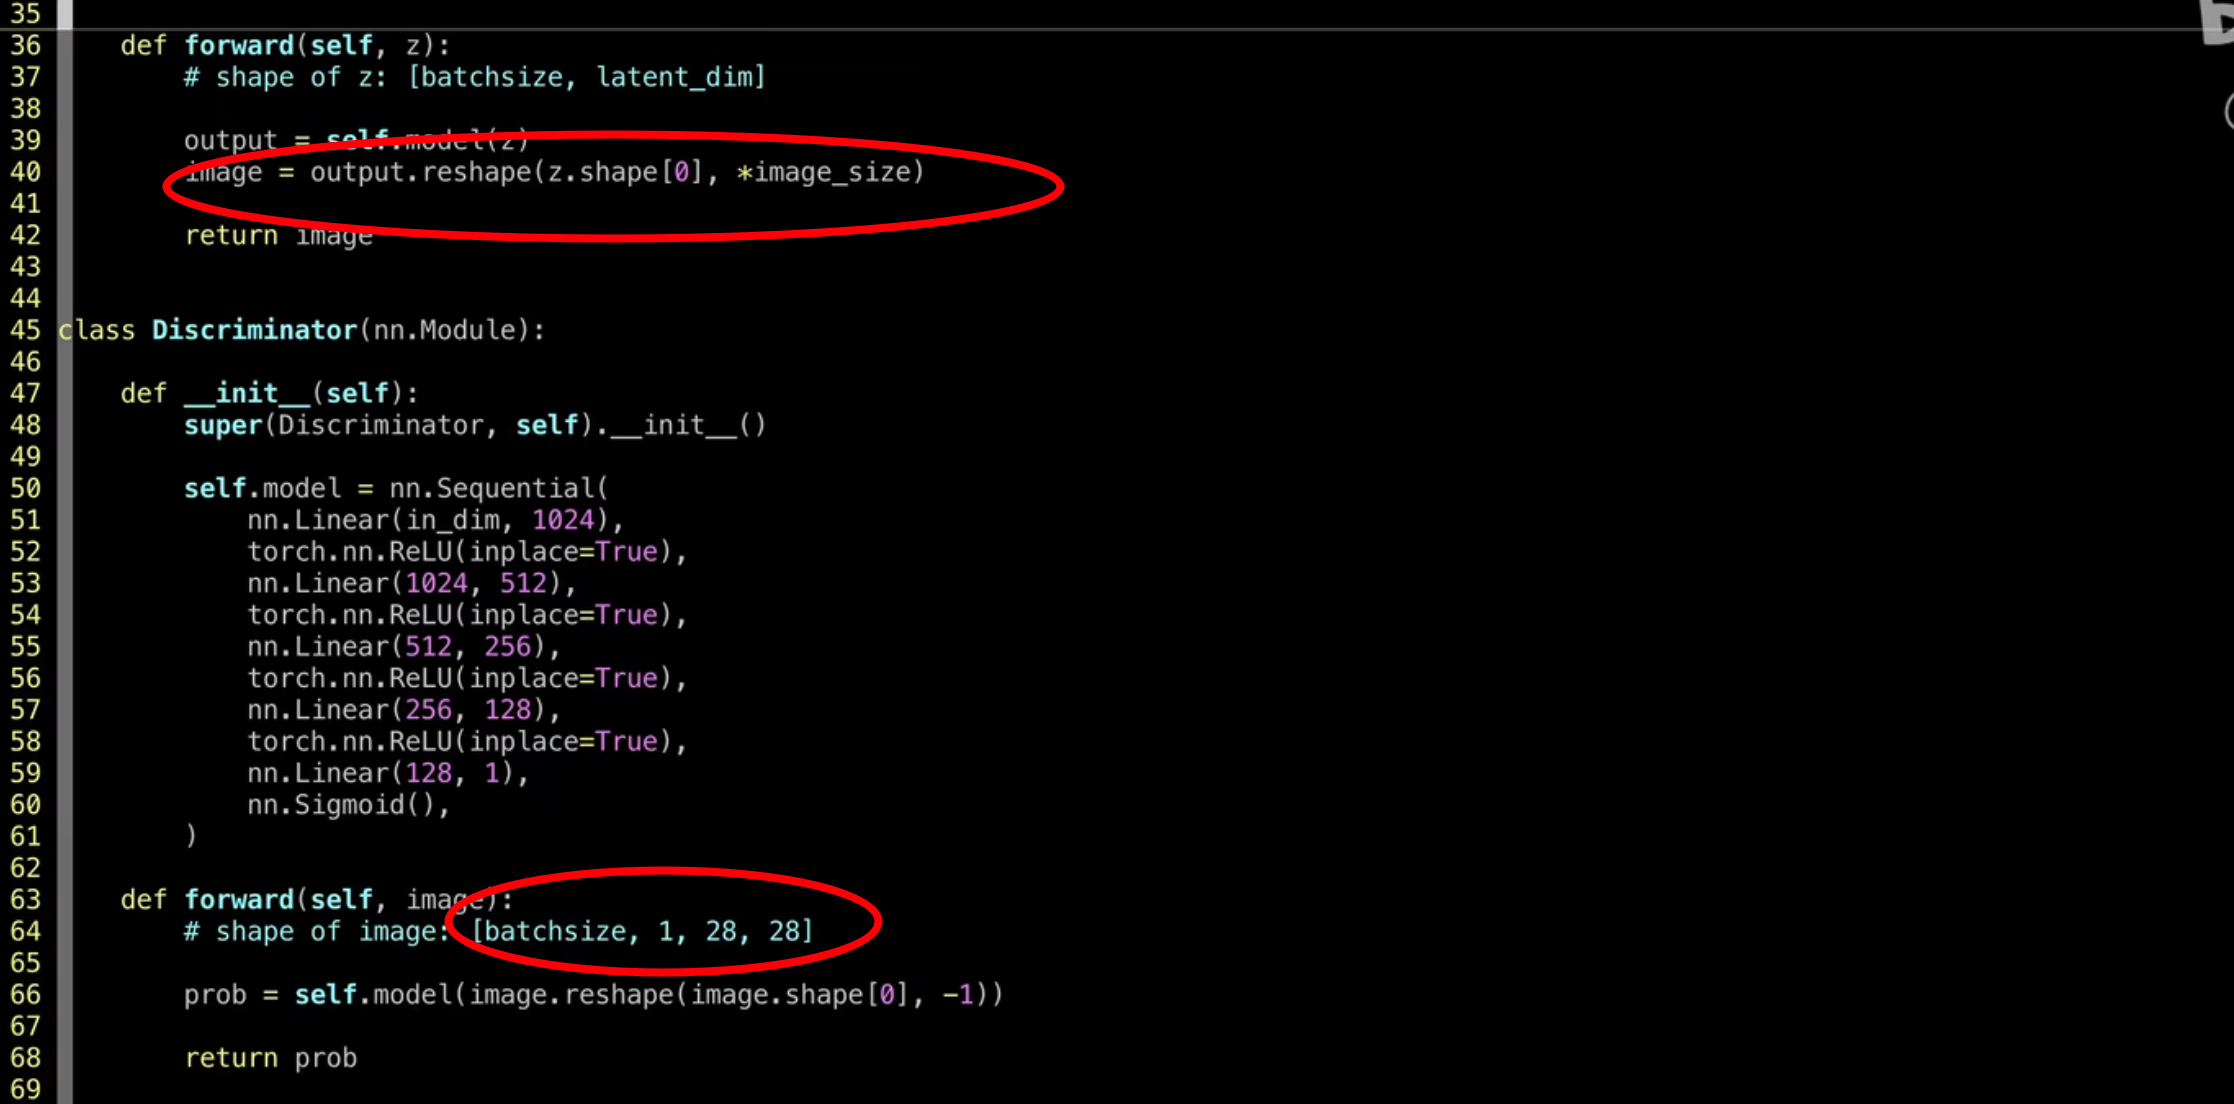 35
36     def forward(self, z):
37         # shape of z: [batchsize, latent_dim]
38
39         output = self.model(z)
40         image = output.reshape(z.shape[0], *image_size)
41
42         return image
43
44
45 class Discriminator(nn.Module):
46
47     def __init__(self):
48         super(Discriminator, self).__init__()
49
50         self.model = nn.Sequential(
51             nn.Linear(in_dim, 1024),
52             torch.nn.ReLU(inplace=True),
53             nn.Linear(1024, 512),
54             torch.nn.ReLU(inplace=True),
55             nn.Linear(512, 256),
56             torch.nn.ReLU(inplace=True),
57             nn.Linear(256, 128),
58             torch.nn.ReLU(inplace=True),
59             nn.Linear(128, 1),
60             nn.Sigmoid(),
61         )
62
63     def forward(self, image):
64         # shape of image: [batchsize, 1, 28, 28]
65
66         prob = self.model(image.reshape(image.shape[0], -1))
67
68         return prob
69